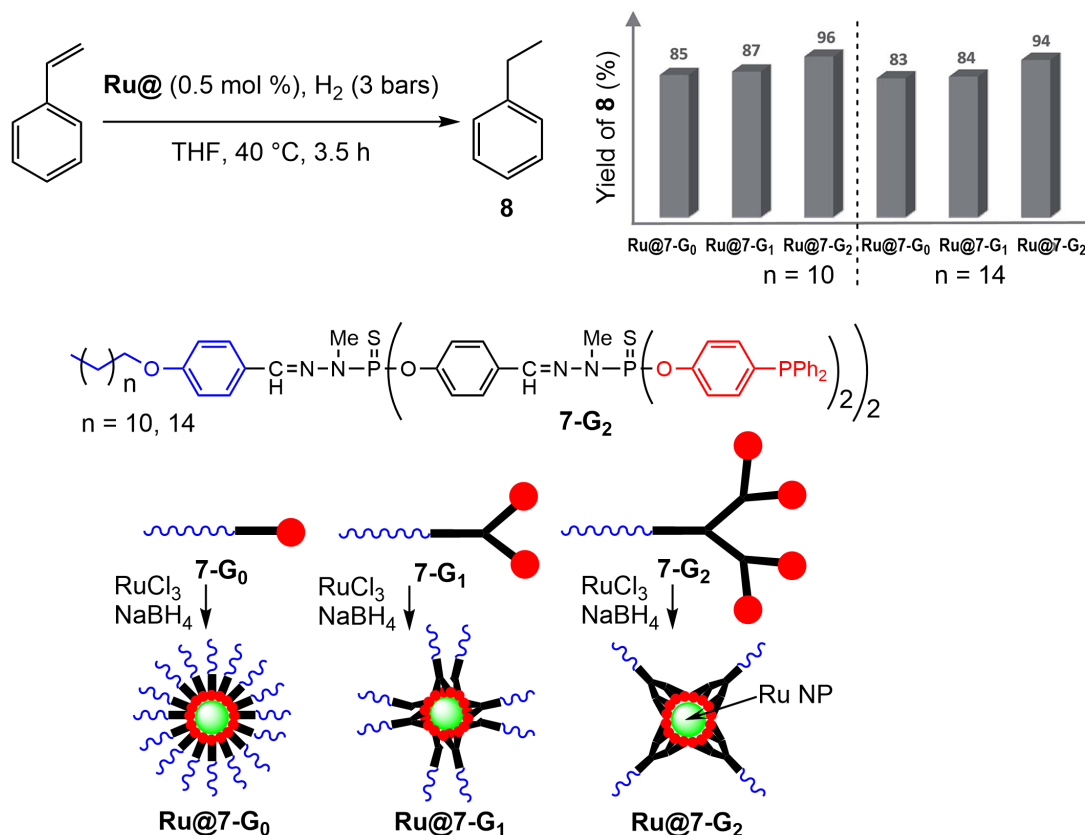 Ru@ (0.5 mol %), H2 (3 bars)
THF, 40 °C, 3.5 h
8
Yield of 8 (%)
85 87 96 83 84 94
Ru@7-G0 Ru@7-G1 Ru@7-G2 Ru@7-G0 Ru@7-G1 Ru@7-G2
n = 10 n = 14
Me S Me S
( )n O C=N-N-P ( O C=N-N-P ( O PPh2 )2 )2
H H
n = 10, 14
7-G2
7-G0 7-G1 7-G2
RuCl3 RuCl3 RuCl3
NaBH4 NaBH4 NaBH4
Ru NP
Ru@7-G0 Ru@7-G1 Ru@7-G2